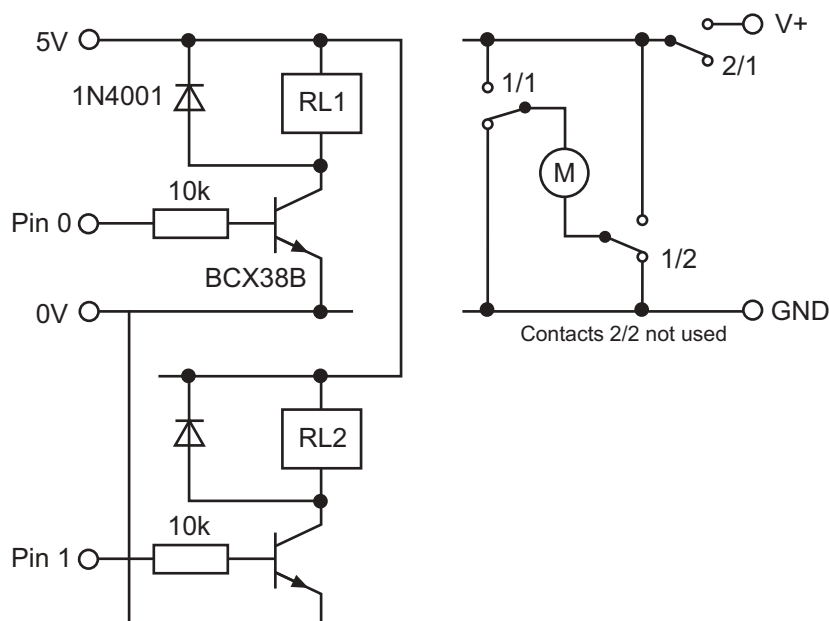 5V
1N4001
RL1
10k
Pin 0
BCX38B
0V
RL2
10k
Pin 1
V+
2/1
1/1
M
1/2
GND
Contacts 2/2 not used